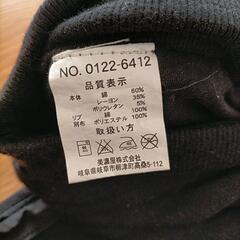 NO. 0122-6412
品質表示
本体 綿 60%
レーヨン 35%
ポリウレタン 5%
リブ 綿 100%
別布 ポリエステル 100%
取扱い方
美濃屋株式会社
岐阜県岐阜市柳津町高桑5-112